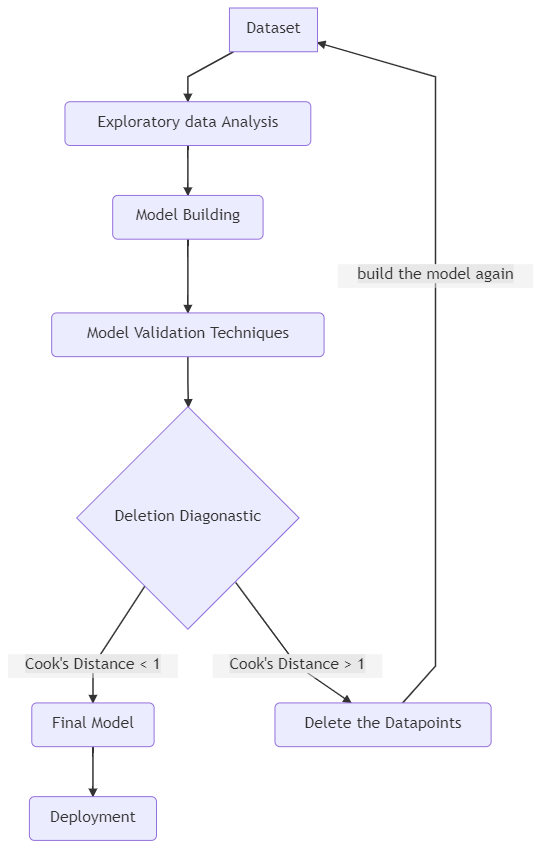 Dataset
Exploratory data Analysis
Model Building
build the model again
Model Validation Techniques
Deletion Diagonastic
Cook's Distance < 1
Cook's Distance > 1
Final Model
Delete the Datapoints
Deployment